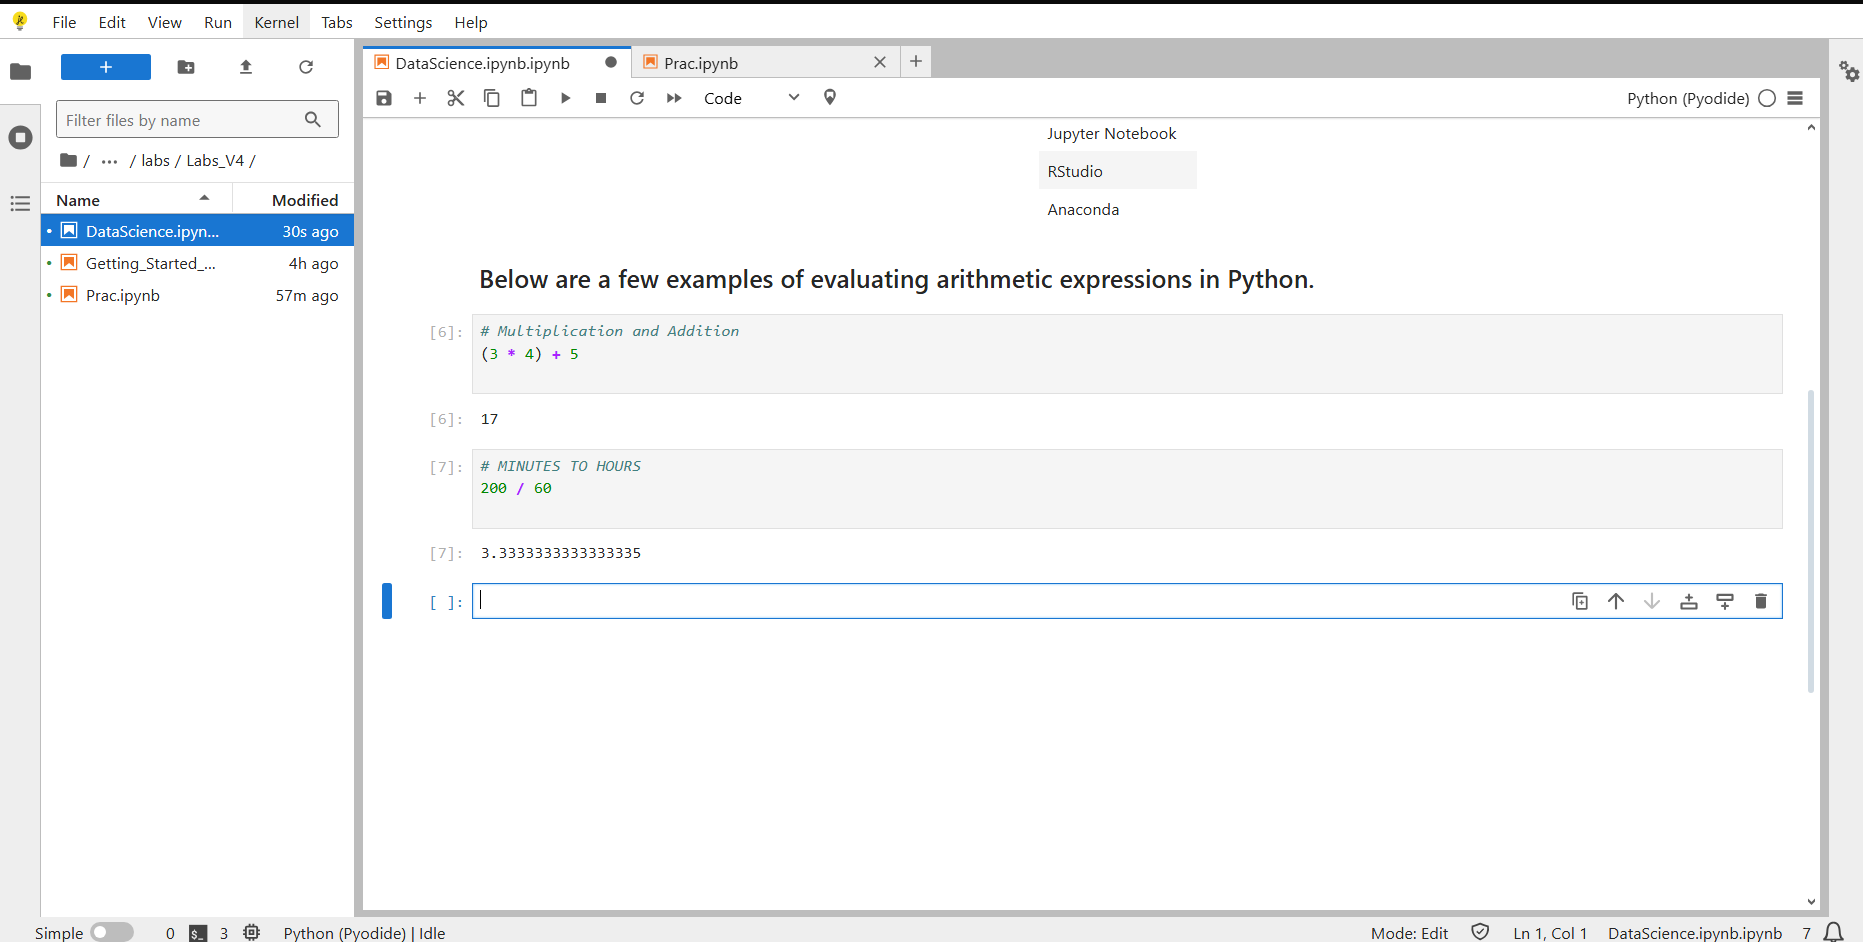 File Edit View Run Kernel Tabs Settings Help
DataScience.ipynb.ipynb
Prac.ipynb
Code
Python (Pyodide)
Filter files by name
/ ... / labs / Labs_V4 /
Name Modified
DataScience.ipyn... 30s ago
Getting_Started_... 4h ago
Prac.ipynb 57m ago
Jupyter Notebook
RStudio
Anaconda
Below are a few examples of evaluating arithmetic expressions in Python.
[6]: # Multiplication and Addition
(3 * 4) + 5
[6]: 17
[7]: # MINUTES TO HOURS
200 / 60
[7]: 3.3333333333333335
[ ]:
Simple 0 $_ 3 Python (Pyodide) | Idle Mode: Edit Ln 1, Col 1 DataScience.ipynb.ipynb 7